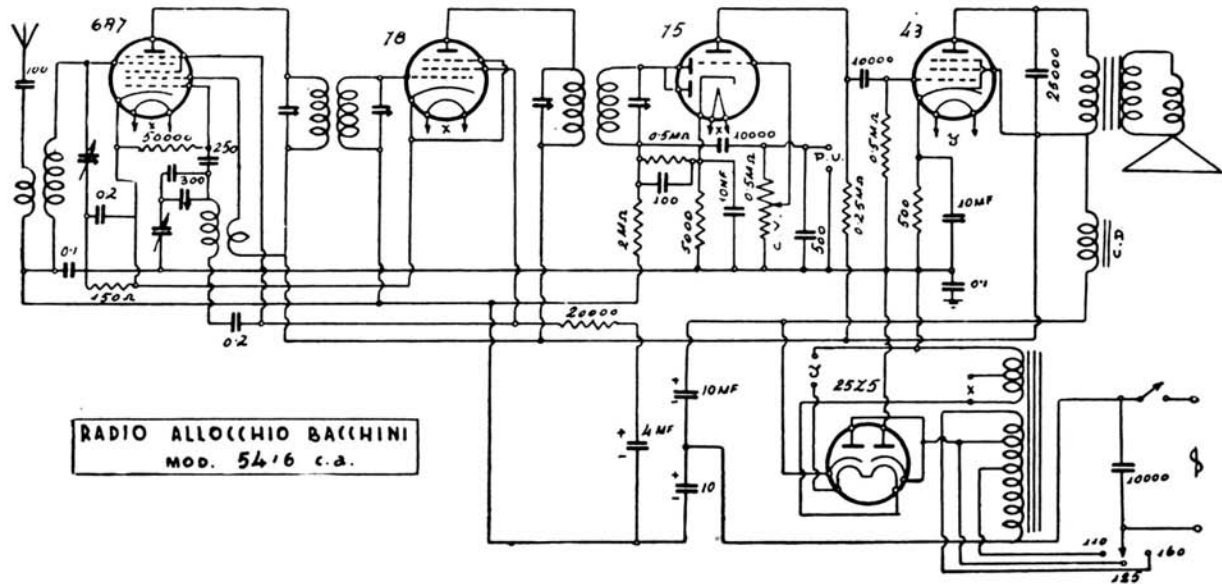 6A7
78
75
43
100
50000
250
300
0.2
0.1
150Ω
0.2
20000
0.5MΩ
10000
100
2MΩ
5000
10MF
0.5MΩ
C.V.
500
P.U.
10000
0.25MΩ
0.5MΩ
500
10MF
25000
C.D
0.1
X
X
X
y
y
X
25Z5
+
10MF
-
+
4MF
-
+
10
-
10000
110
125
160
RADIO ALLOCCHIO BACCHINI
MOD. 54'6 c.a.